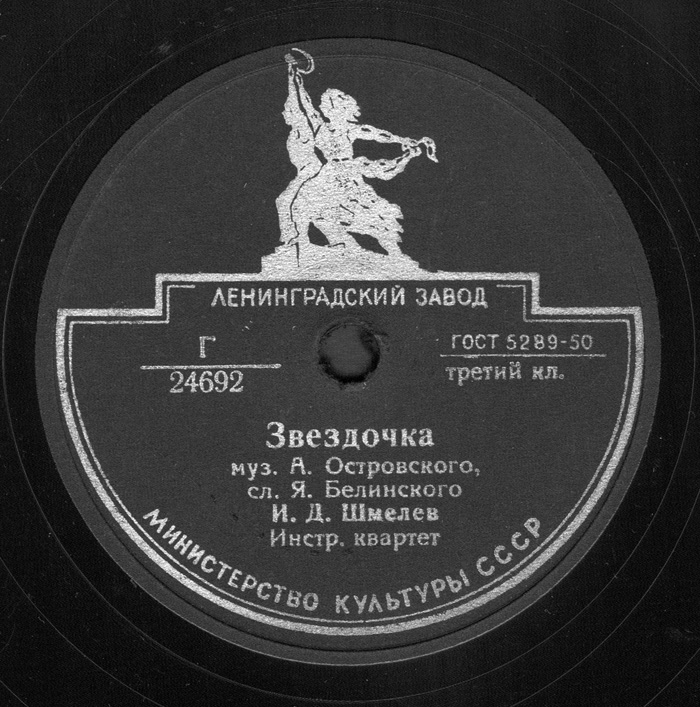 ЛЕНИНГРАДСКИЙ ЗАВОД
Г
24692
ГОСТ 5289-50
третий кл.
Звездочка
муз. А. Островского,
сл. Я. Белинского
И. Д. Шмелев
Инстр. квартет
МИНИСТЕРСТВО КУЛЬТУРЫ СССР